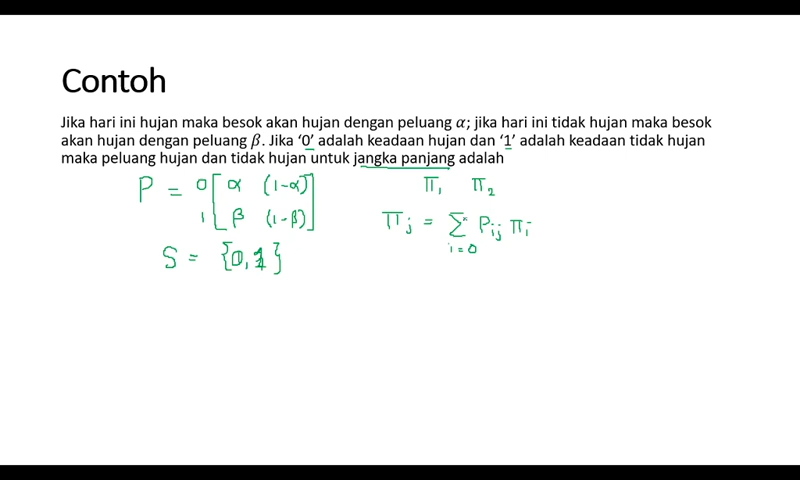 Contoh
Jika hari ini hujan maka besok akan hujan dengan peluang α; jika hari ini tidak hujan maka besok
akan hujan dengan peluang β. Jika ‘0’ adalah keadaan hujan dan ‘1’ adalah keadaan tidak hujan
maka peluang hujan dan tidak hujan untuk jangka panjang adalah
P = 0 [ α (1-α) ]
1 [ β (1-β) ]
S = {0,1}
π₁ π₂
πⱼ = Σ i=0 Pᵢⱼ πᵢ